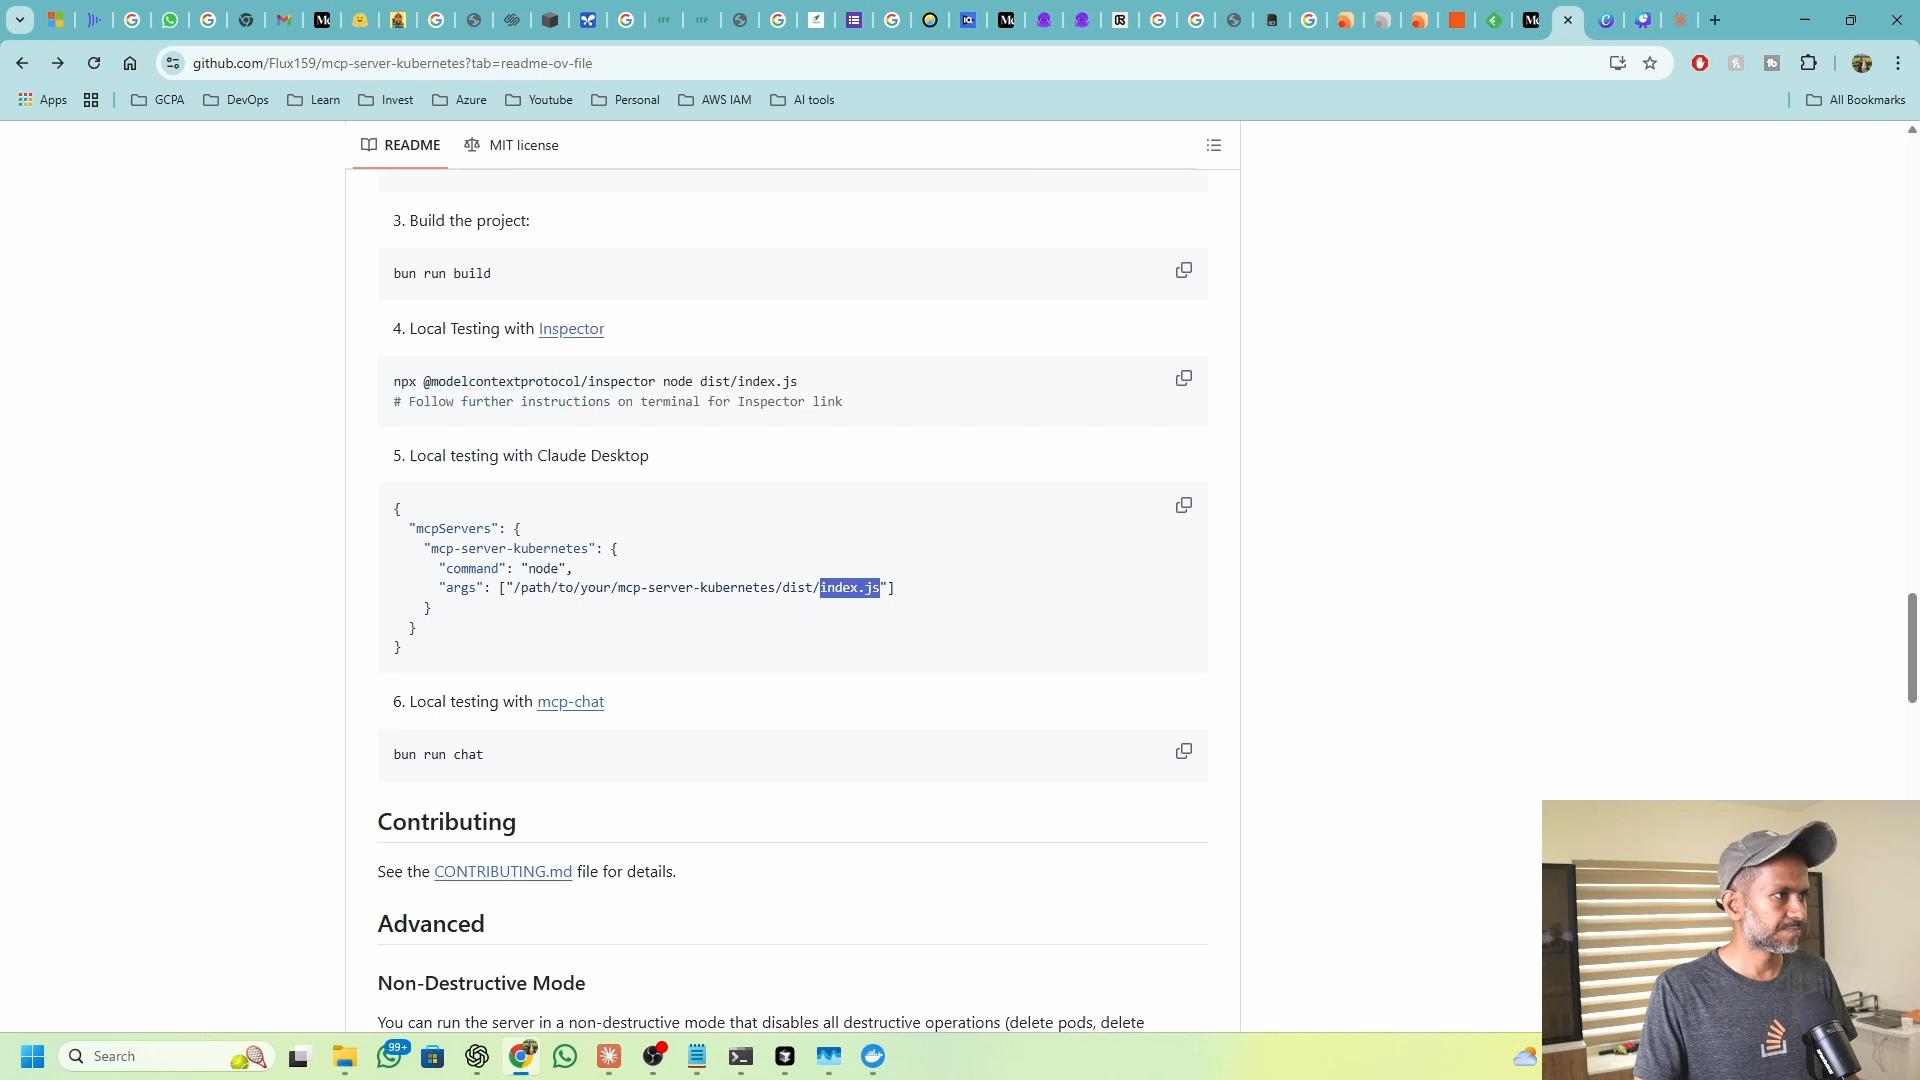 github.com/Flux159/mcp-server-kubernetes?tab=readme-ov-file
Apps
GCPA
DevOps
Learn
Invest
Azure
Youtube
Personal
AWS IAM
AI tools
All Bookmarks
README
MIT license
3. Build the project:
bun run build
4. Local Testing with Inspector
npx @modelcontextprotocol/inspector node dist/index.js
# Follow further instructions on terminal for Inspector link
5. Local testing with Claude Desktop
{
"mcpServers": {
"mcp-server-kubernetes": {
"command": "node",
"args": ["/path/to/your/mcp-server-kubernetes/dist/index.js"]
}
}
}
6. Local testing with mcp-chat
bun run chat
Contributing
See the CONTRIBUTING.md file for details.
Advanced
Non-Destructive Mode
You can run the server in a non-destructive mode that disables all destructive operations (delete pods, delete
Search
99+